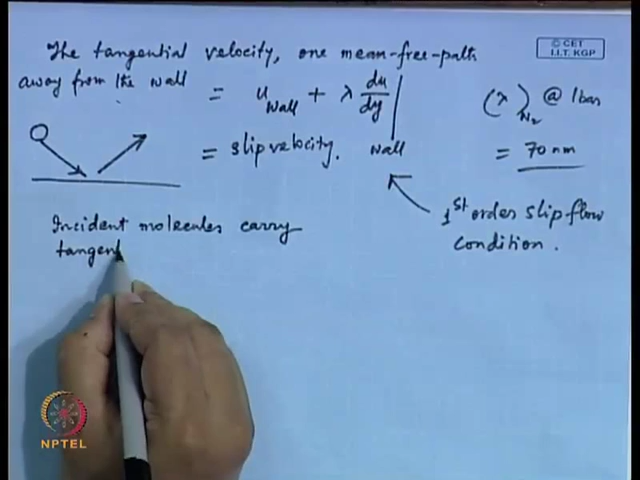 The tangential velocity, one mean-free-path
away from the wall
= u wall + λ du/dy | wall
= slip velocity.
(λ)N₂ @ 1 bar
= 70 nm
1st order slip flow
condition.
Incident molecules carry
tangent
© CET
I.I.T. KGP
NPTEL